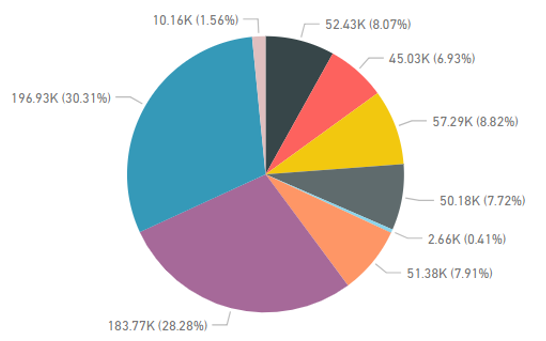 10.16K (1.56%)
52.43K (8.07%)
45.03K (6.93%)
196.93K (30.31%)
57.29K (8.82%)
50.18K (7.72%)
2.66K (0.41%)
51.38K (7.91%)
183.77K (28.28%)